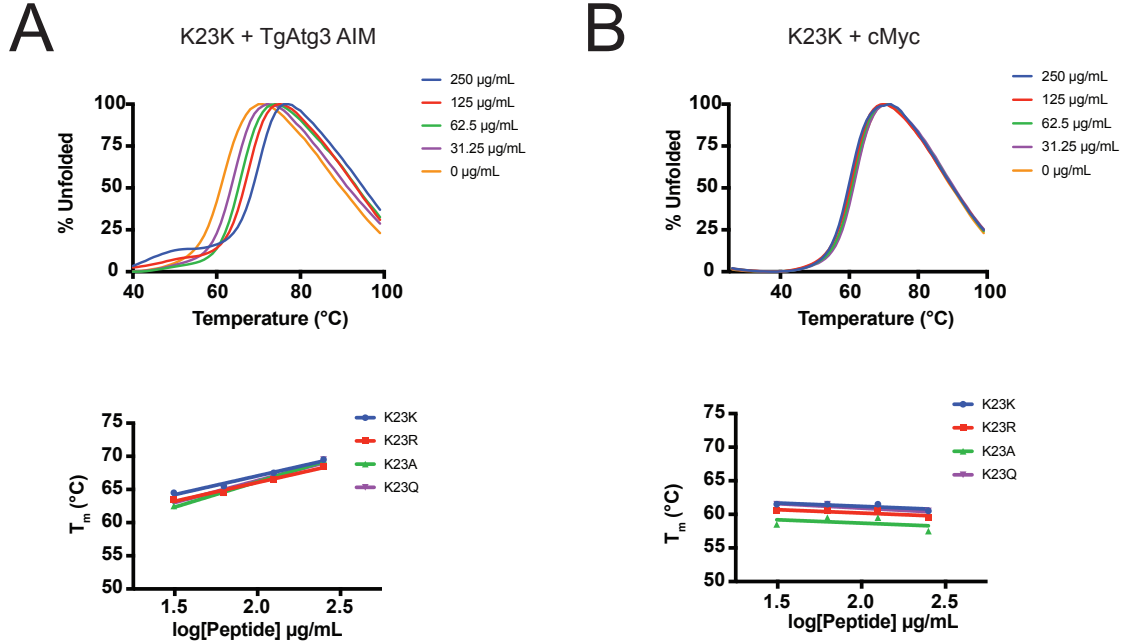 A
K23K + TgAtg3 AIM
% Unfolded
100
75
50
25
0
40
60
80
100
Temperature (°C)
250 µg/mL
125 µg/mL
62.5 µg/mL
31.25 µg/mL
0 µg/mL
B
K23K + cMyc
% Unfolded
100
75
50
25
0
40
60
80
100
Temperature (°C)
250 µg/mL
125 µg/mL
62.5 µg/mL
31.25 µg/mL
0 µg/mL
Tm (°C)
75
70
65
60
55
50
1.5
2.0
2.5
log[Peptide] µg/mL
K23K
K23R
K23A
K23Q
Tm (°C)
75
70
65
60
55
50
1.5
2.0
2.5
log[Peptide] µg/mL
K23K
K23R
K23A
K23Q